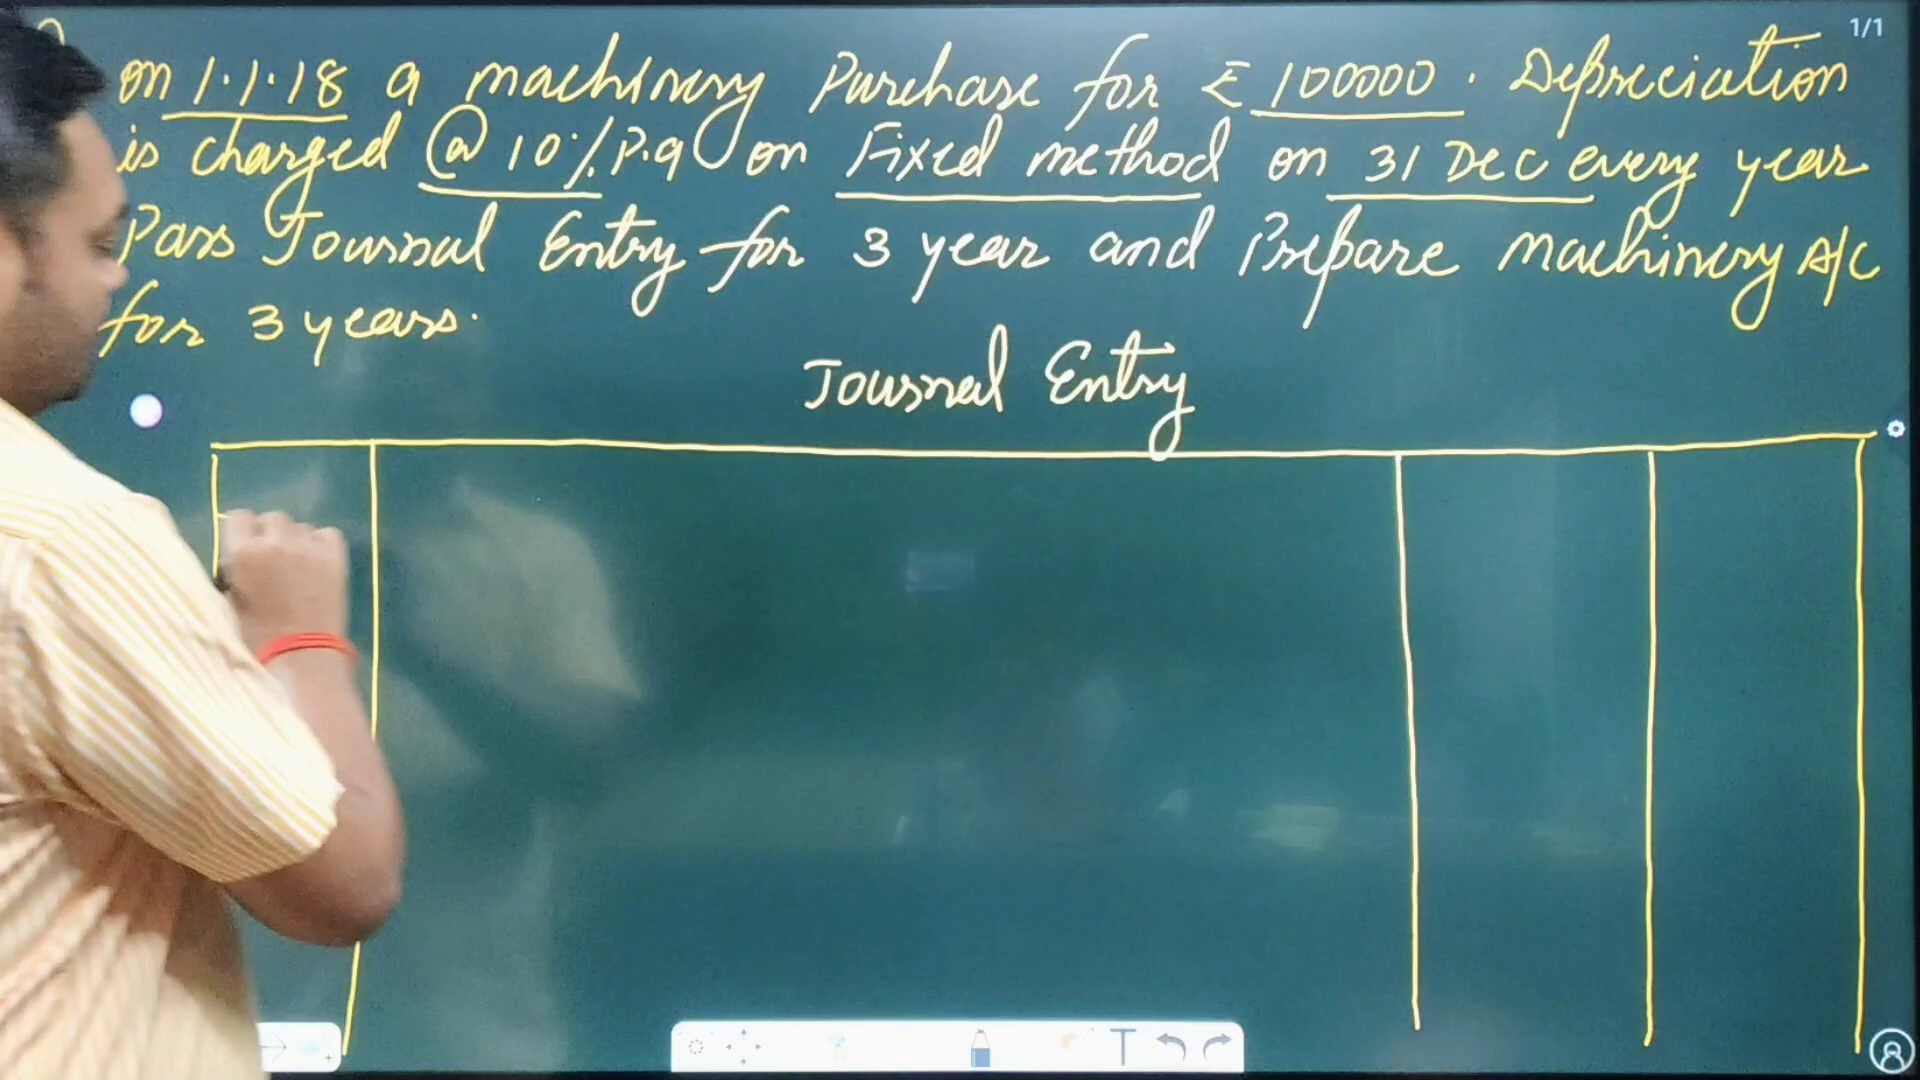 1/1
on 1.1.18 a machinery Purchase for ₹ 100000. Depreciation
is charged @ 10% P.a on Fixed method on 31 Dec every year
Pass Journal Entry for 3 year and Prepare machinery A/c
for 3 years.
Journal Entry
T